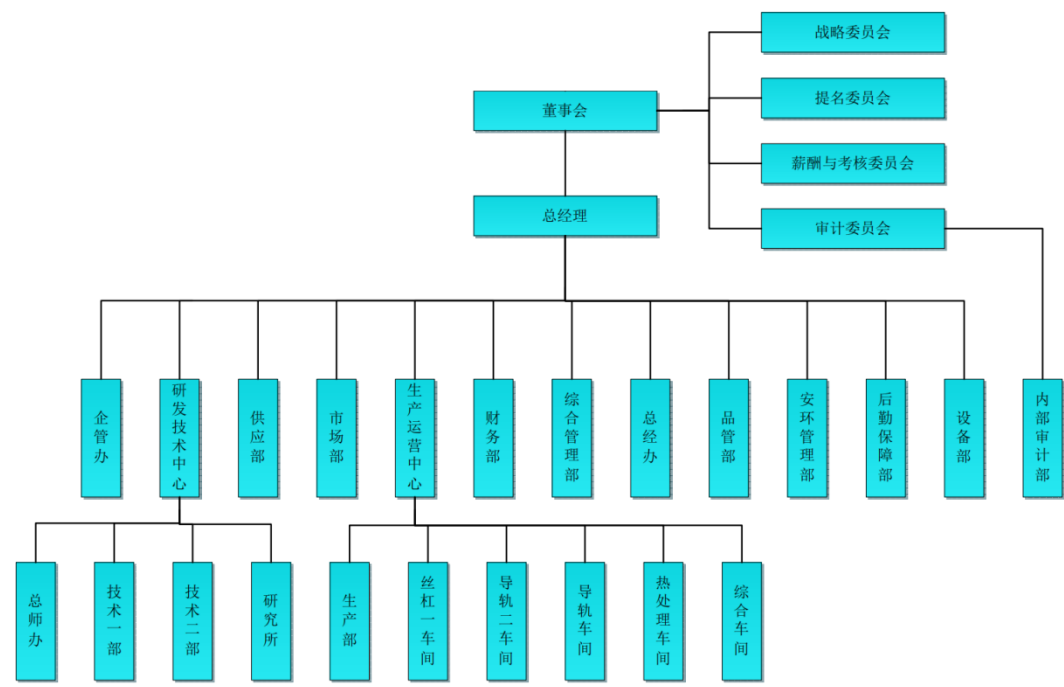 战略委员会
提名委员会
董事会
薪酬与考核委员会
总经理
审计委员会
企管办
研发技术中心
供应部
市场部
生产运营中心
财务部
综合管理部
总经办
品管部
安环管理部
后勤保障部
设备部
内部审计部
总师办
技术一部
技术二部
研究所
生产部
丝杠一车间
导轨二车间
导轨车间
热处理车间
综合车间